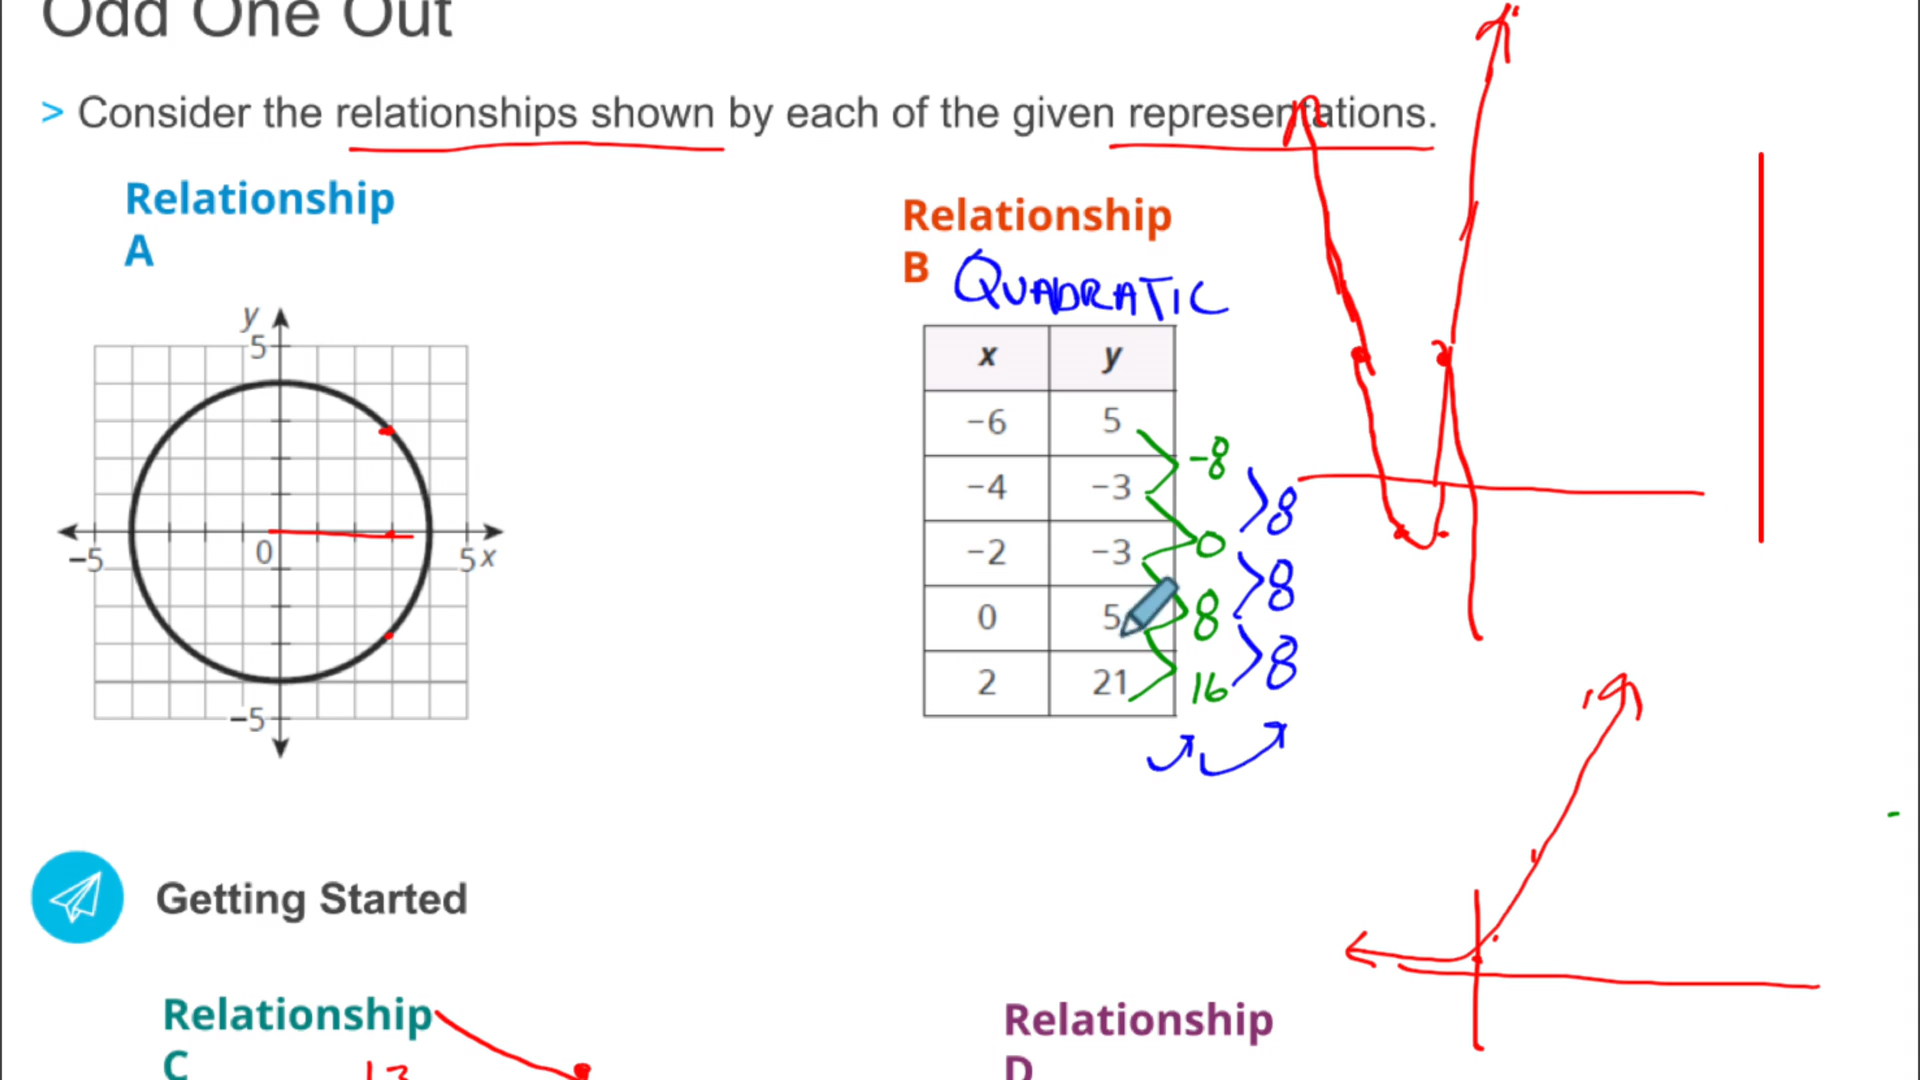 Odd One Out
> Consider the relationships shown by each of the given representations.
Relationship
A
y
5
-5
0
5 x
-5
Relationship
B QUADRATIC
x y
-6 5
-4 -3
-2 -3
0 5
2 21
-8
0
8
16
8
8
8
Getting Started
Relationship
C
13
Relationship
D